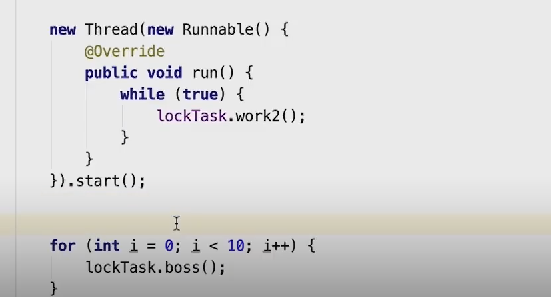 new Thread(new Runnable() {
@Override
public void run() {
while (true) {
lockTask.work2();
}
}
}).start();
for (int i = 0; i < 10; i++) {
lockTask.boss();
}